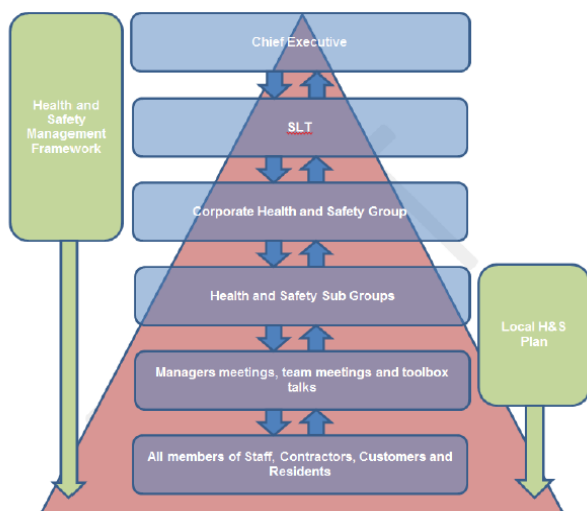 Chief Executive
Health and
Safety
Management
Framework
SLT
Corporate Health and Safety Group
Health and Safety Sub Groups
Local H&S
Plan
Managers meetings, team meetings and toolbox
talks
All members of Staff, Contractors, Customers and
Residents